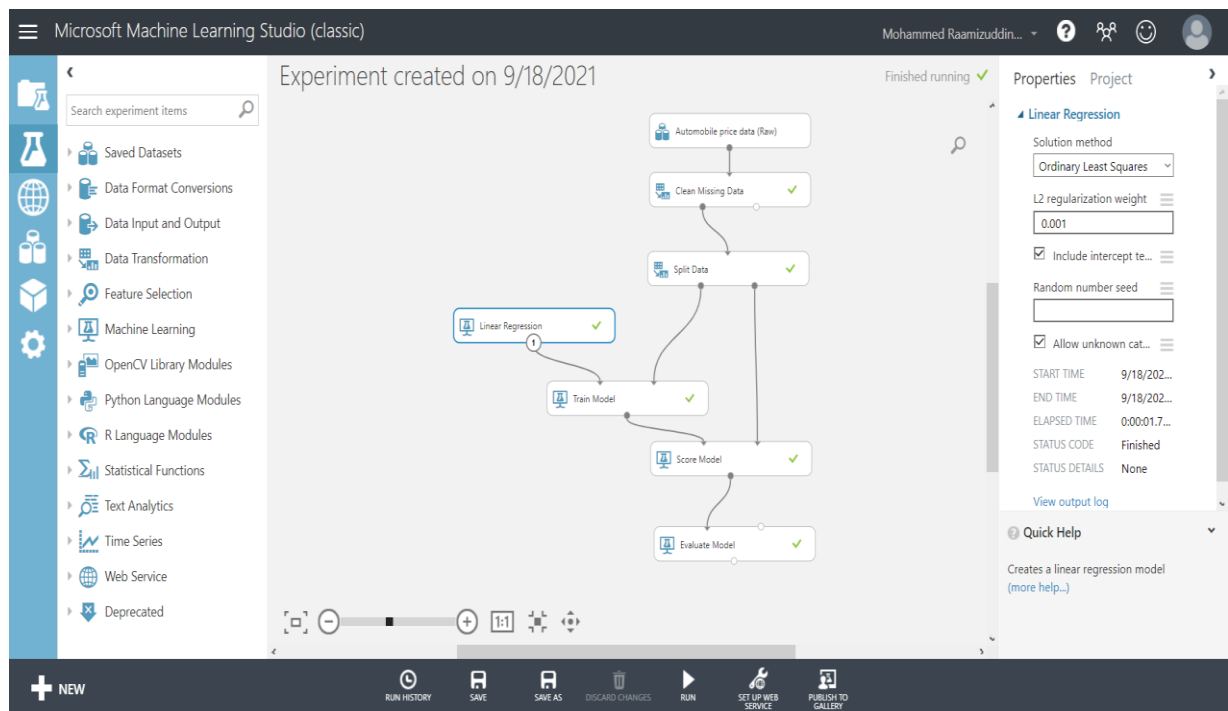 Microsoft Machine Learning Studio (classic)
Mohammed Raamizuddin...
?
Search experiment items
Saved Datasets
Data Format Conversions
Data Input and Output
Data Transformation
Feature Selection
Machine Learning
OpenCV Library Modules
Python Language Modules
R Language Modules
Statistical Functions
Text Analytics
Time Series
Web Service
Deprecated
Experiment created on 9/18/2021
Finished running
Automobile price data (Raw)
Clean Missing Data
Split Data
Linear Regression
1
Train Model
Score Model
Evaluate Model
1:1
Properties Project
Linear Regression
Solution method
Ordinary Least Squares
L2 regularization weight
0.001
Include intercept te...
Random number seed
Allow unknown cat...
START TIME 9/18/202...
END TIME 9/18/202...
ELAPSED TIME 0:00:01.7...
STATUS CODE Finished
STATUS DETAILS None
View output log
? Quick Help
Creates a linear regression model
(more help...)
NEW
RUN HISTORY
SAVE
SAVE AS
DISCARD CHANGES
RUN
SET UP WEB
SERVICE
PUBLISH TO
GALLERY